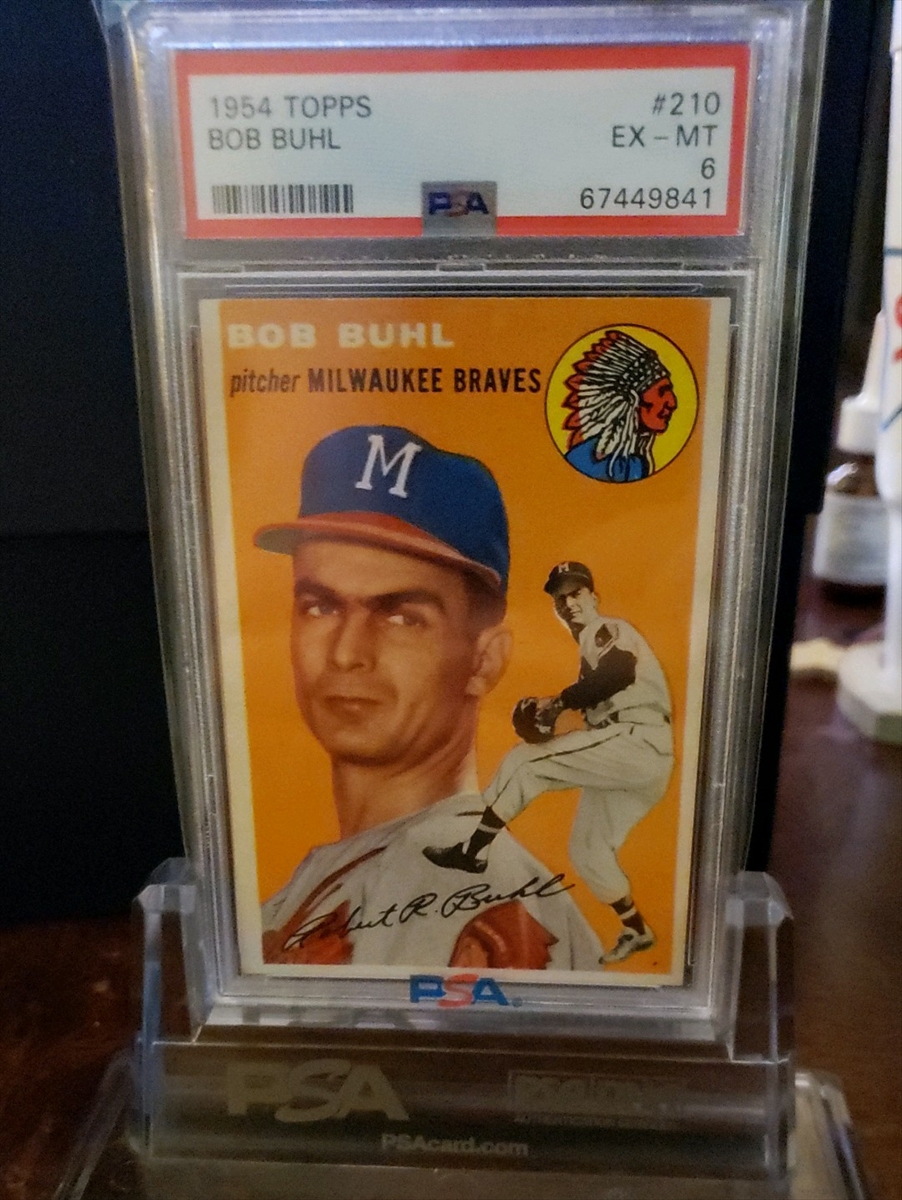 1954 TOPPS #210
BOB BUHL EX - MT
6
PSA 67449841
BOB BUHL
pitcher MILWAUKEE BRAVES
M
M
Robert R. Buhl
PSA
PSA
PSAcard.com